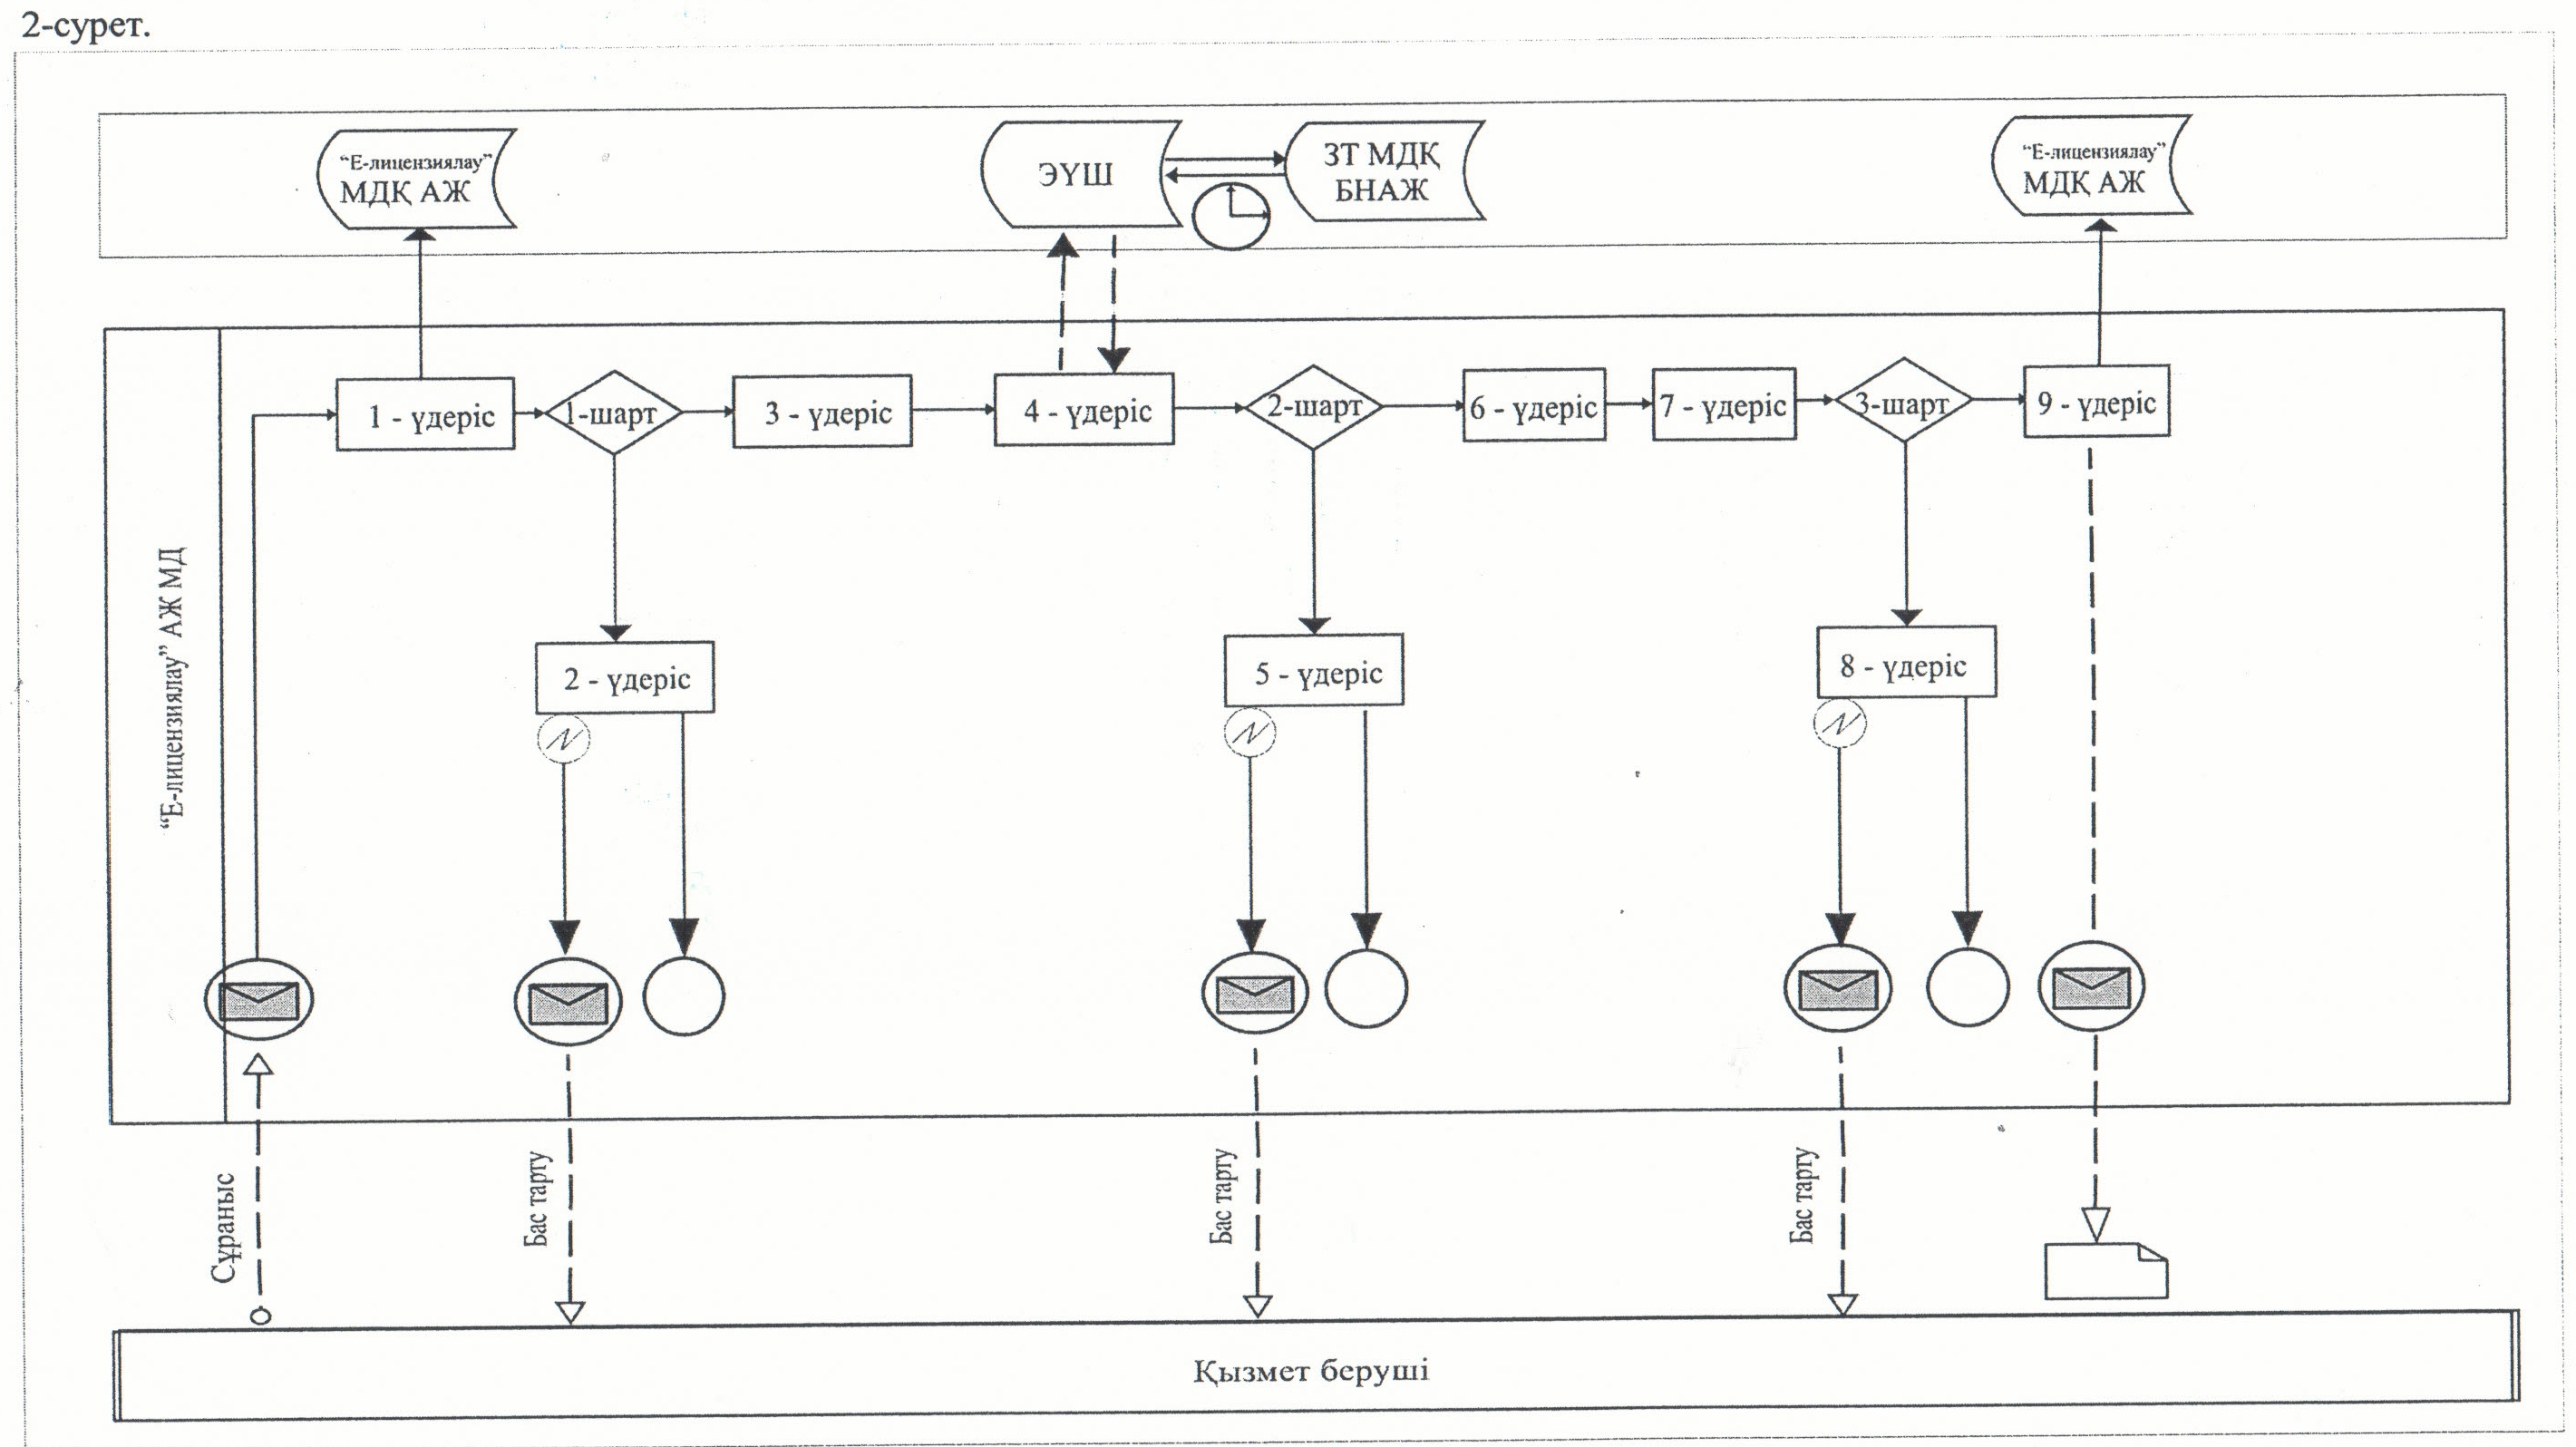 2-сурет.
“Е-лицензиялау”
МДҚ АЖ
ЭҮШ
ЗТ МДҚ
БНАЖ
“Е-лицензиялау”
МДҚ АЖ
“Е-лицензиялау” АЖ МД
1 - үдеріс
1-шарт
3 - үдеріс
4 - үдеріс
2-шарт
6 - үдеріс
7 - үдеріс
3-шарт
9 - үдеріс
2 - үдеріс
5 - үдеріс
8 - үдеріс
N
N
N
Сұраныс
Бас тарту
Бас тарту
Бас тарту
Қызмет беруші